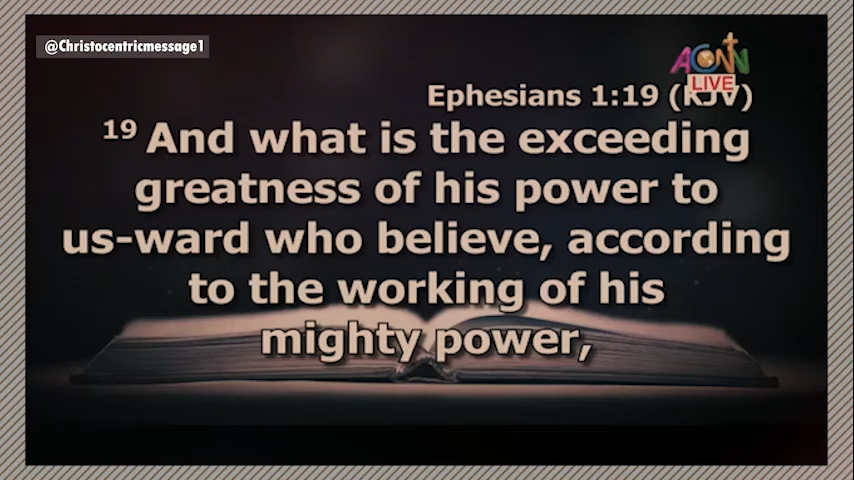 @Christocentricmessage1
ACNN
LIVE
Ephesians 1:19 (KJV)
19 And what is the exceeding
greatness of his power to
us-ward who believe, according
to the working of his
mighty power,